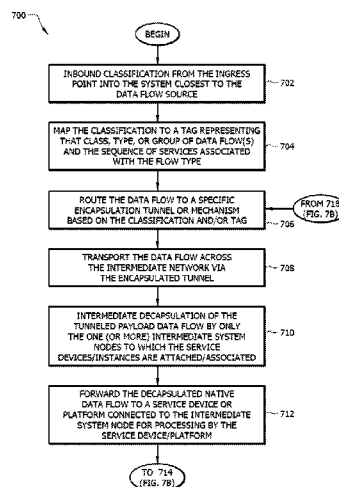 700
BEGIN
INBOUND CLASSIFICATION FROM THE INGRESS
POINT INTO THE SYSTEM CLOSEST TO THE
DATA FLOW SOURCE
702
MAP THE CLASSIFICATION TO A TAG REPRESENTING
THAT CLASS, TYPE, OR GROUP OF DATA FLOW(S)
AND THE SEQUENCE OF SERVICES ASSOCIATED
WITH THE FLOW TYPE
704
ROUTE THE DATA FLOW TO A SPECIFIC
ENCAPSULATION TUNNEL OR MECHANISM
BASED ON THE CLASSIFICATION AND/OR TAG
706
FROM 719
(FIG. 7B)
TRANSPORT THE DATA FLOW ACROSS
THE INTERMEDIATE NETWORK VIA
THE ENCAPSULATED TUNNEL
708
INTERMEDIATE DECAPSULATION OF THE
TUNNELED PAYLOAD DATA FLOW BY ONLY
THE ONE (OR MORE) INTERMEDIATE SYSTEM
NODES TO WHICH THE SERVICE
DEVICES/INSTANCES ARE ATTACHED/ASSOCIATED
710
FORWARD THE DECAPSULATED NATIVE
DATA FLOW TO A SERVICE DEVICE OR
PLATFORM CONNECTED TO THE INTERMEDIATE
SYSTEM NODE FOR PROCESSING BY THE
SERVICE DEVICE/PLATFORM
712
TO 714
(FIG. 7B)